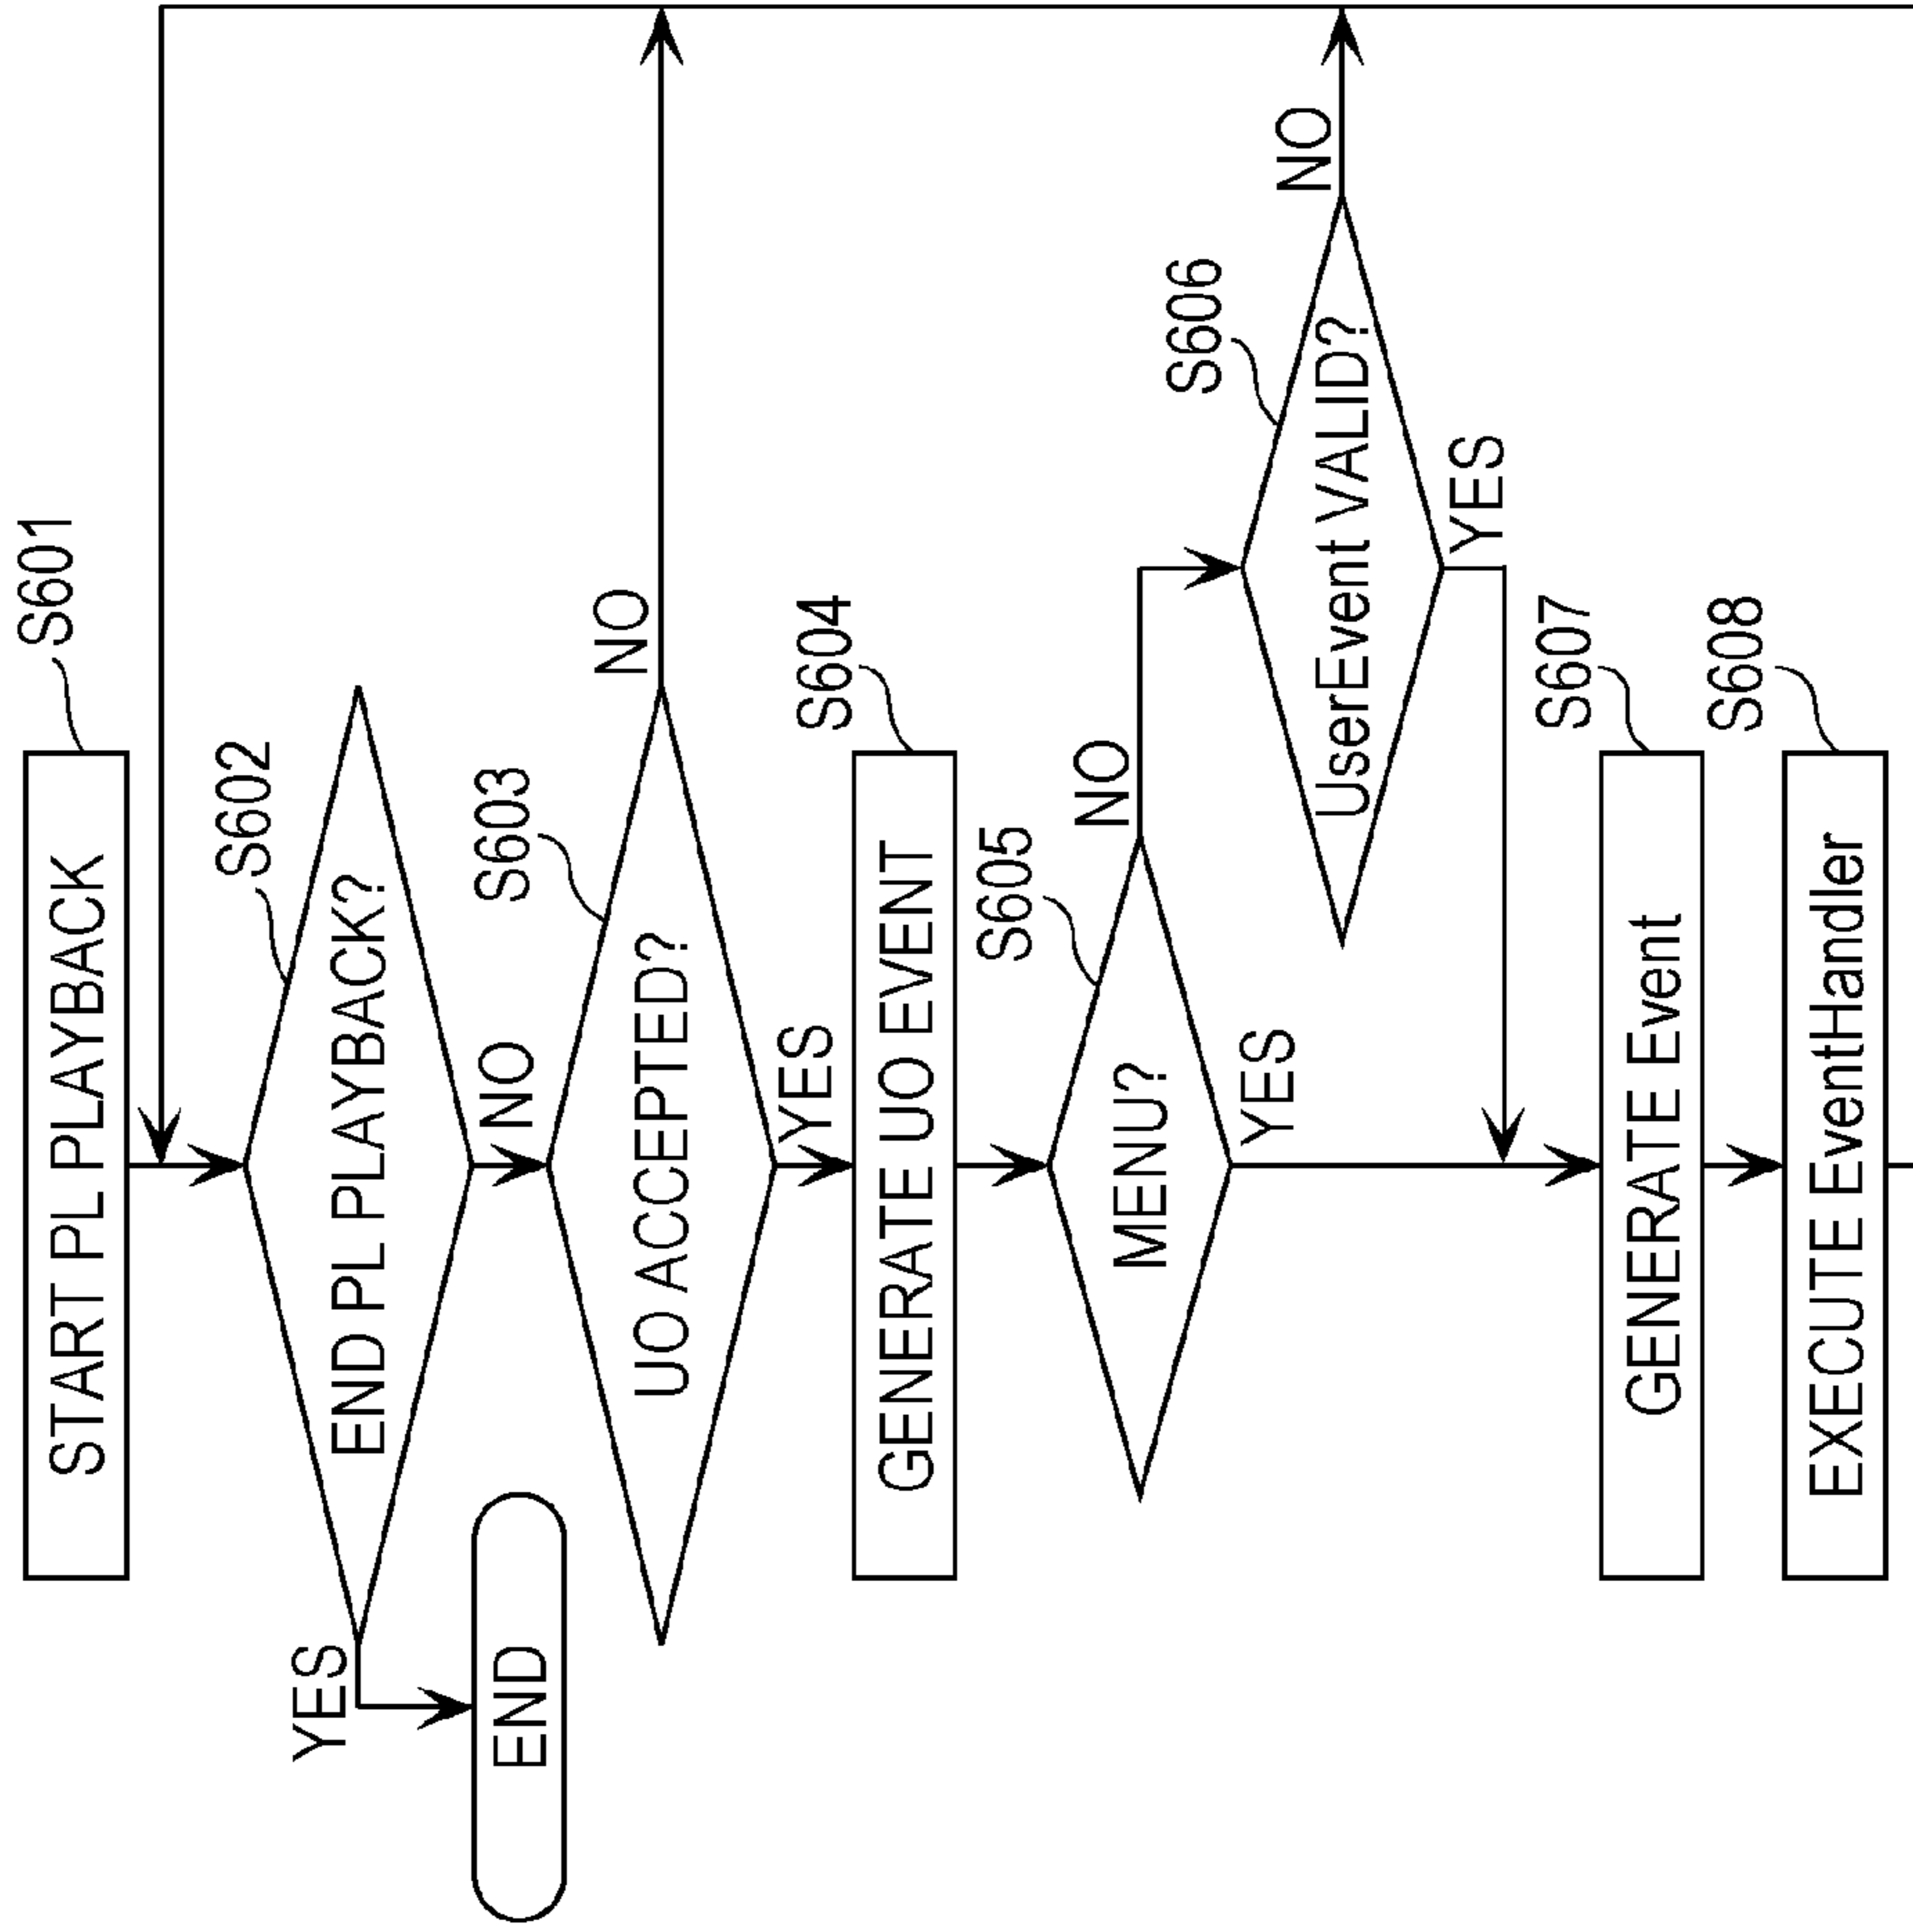 S601
START PL PLAYBACK
S602
END PL PLAYBACK?
YES
NO
END
S603
UO ACCEPTED?
NO
YES
S604
GENERATE UO EVENT
S605
MENU?
NO
YES
S606
UserEvent VALID?
NO
YES
S607
GENERATE Event
S608
EXECUTE EventHandler